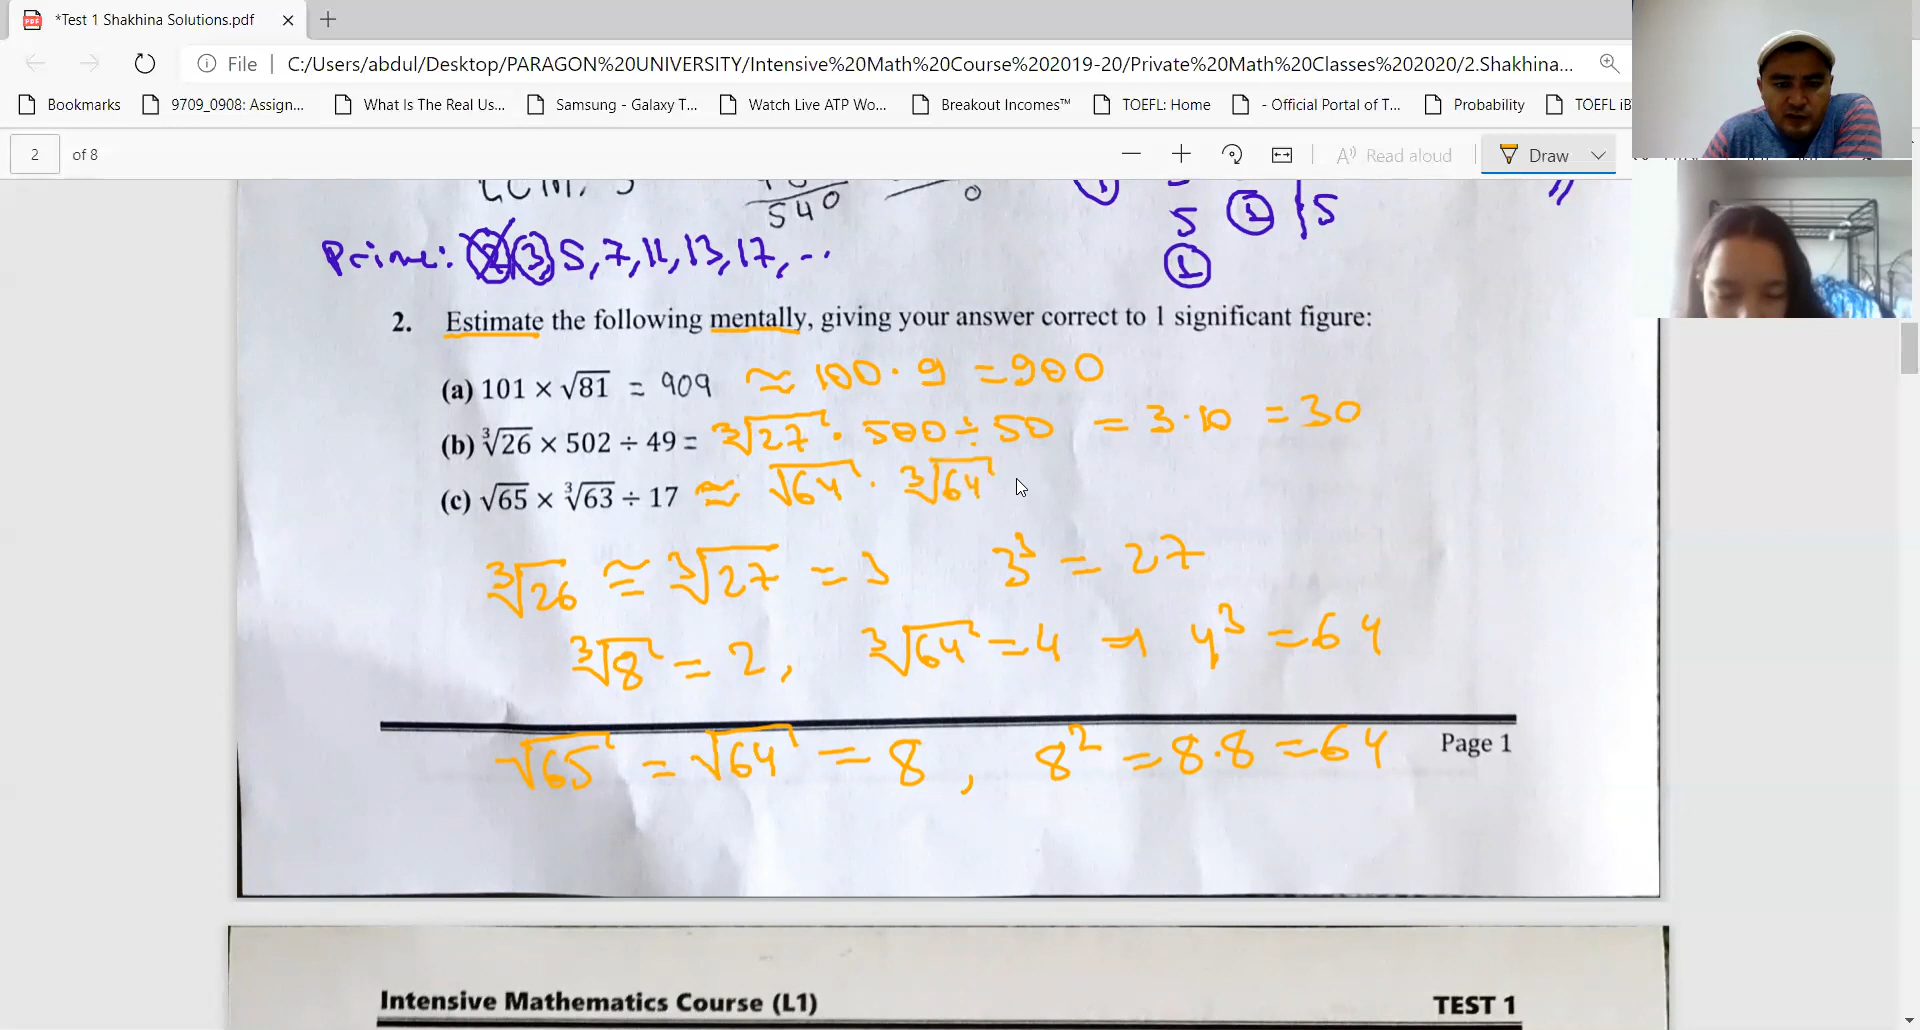 *Test 1 Shakhina Solutions.pdf
File C:/Users/abdul/Desktop/PARAGON%20UNIVERSITY/Intensive%20Math%20Course%202019-20/Private%20Math%20Classes%202020/2.Shakhina...
Bookmarks 9709_0908: Assign... What Is The Real Us... Samsung - Galaxy T... Watch Live ATP Wo... Breakout Incomes™ TOEFL: Home - Official Portal of T... Probability TOEFL iB
2 of 8 Read aloud Draw
540 0 5 ① 5
Prime: 2, 3, 5, 7, 11, 13, 17, ... ①
2. Estimate the following mentally, giving your answer correct to 1 significant figure:
(a) 101 × √81 = 909 ≈ 100 · 9 = 900
(b) ∛26 × 502 ÷ 49 = ∛27 · 500 ÷ 50 = 3 · 10 = 30
(c) √65 × ∛63 ÷ 17 ≈ √64 · ∛64
∛26 ≅ ∛27 = 3 3³ = 27
∛8 = 2, ∛64 = 4 ⇒ 4³ = 64
√65 = √64 = 8, 8² = 8·8 = 64 Page 1
Intensive Mathematics Course (L1) TEST 1